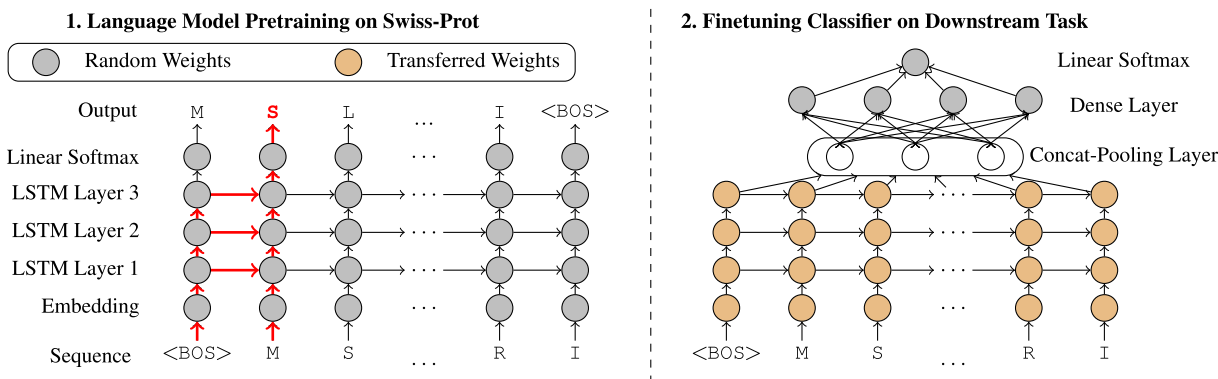 1. Language Model Pretraining on Swiss-Prot
Random Weights Transferred Weights
Output M S L ... I <BOS>
Linear Softmax ...
LSTM Layer 3 ...
LSTM Layer 2 ...
LSTM Layer 1 ...
Embedding ...
Sequence <BOS> M S ... R I
2. Finetuning Classifier on Downstream Task
Linear Softmax
Dense Layer
Concat-Pooling Layer
...
...
...
...
<BOS> M S ... R I